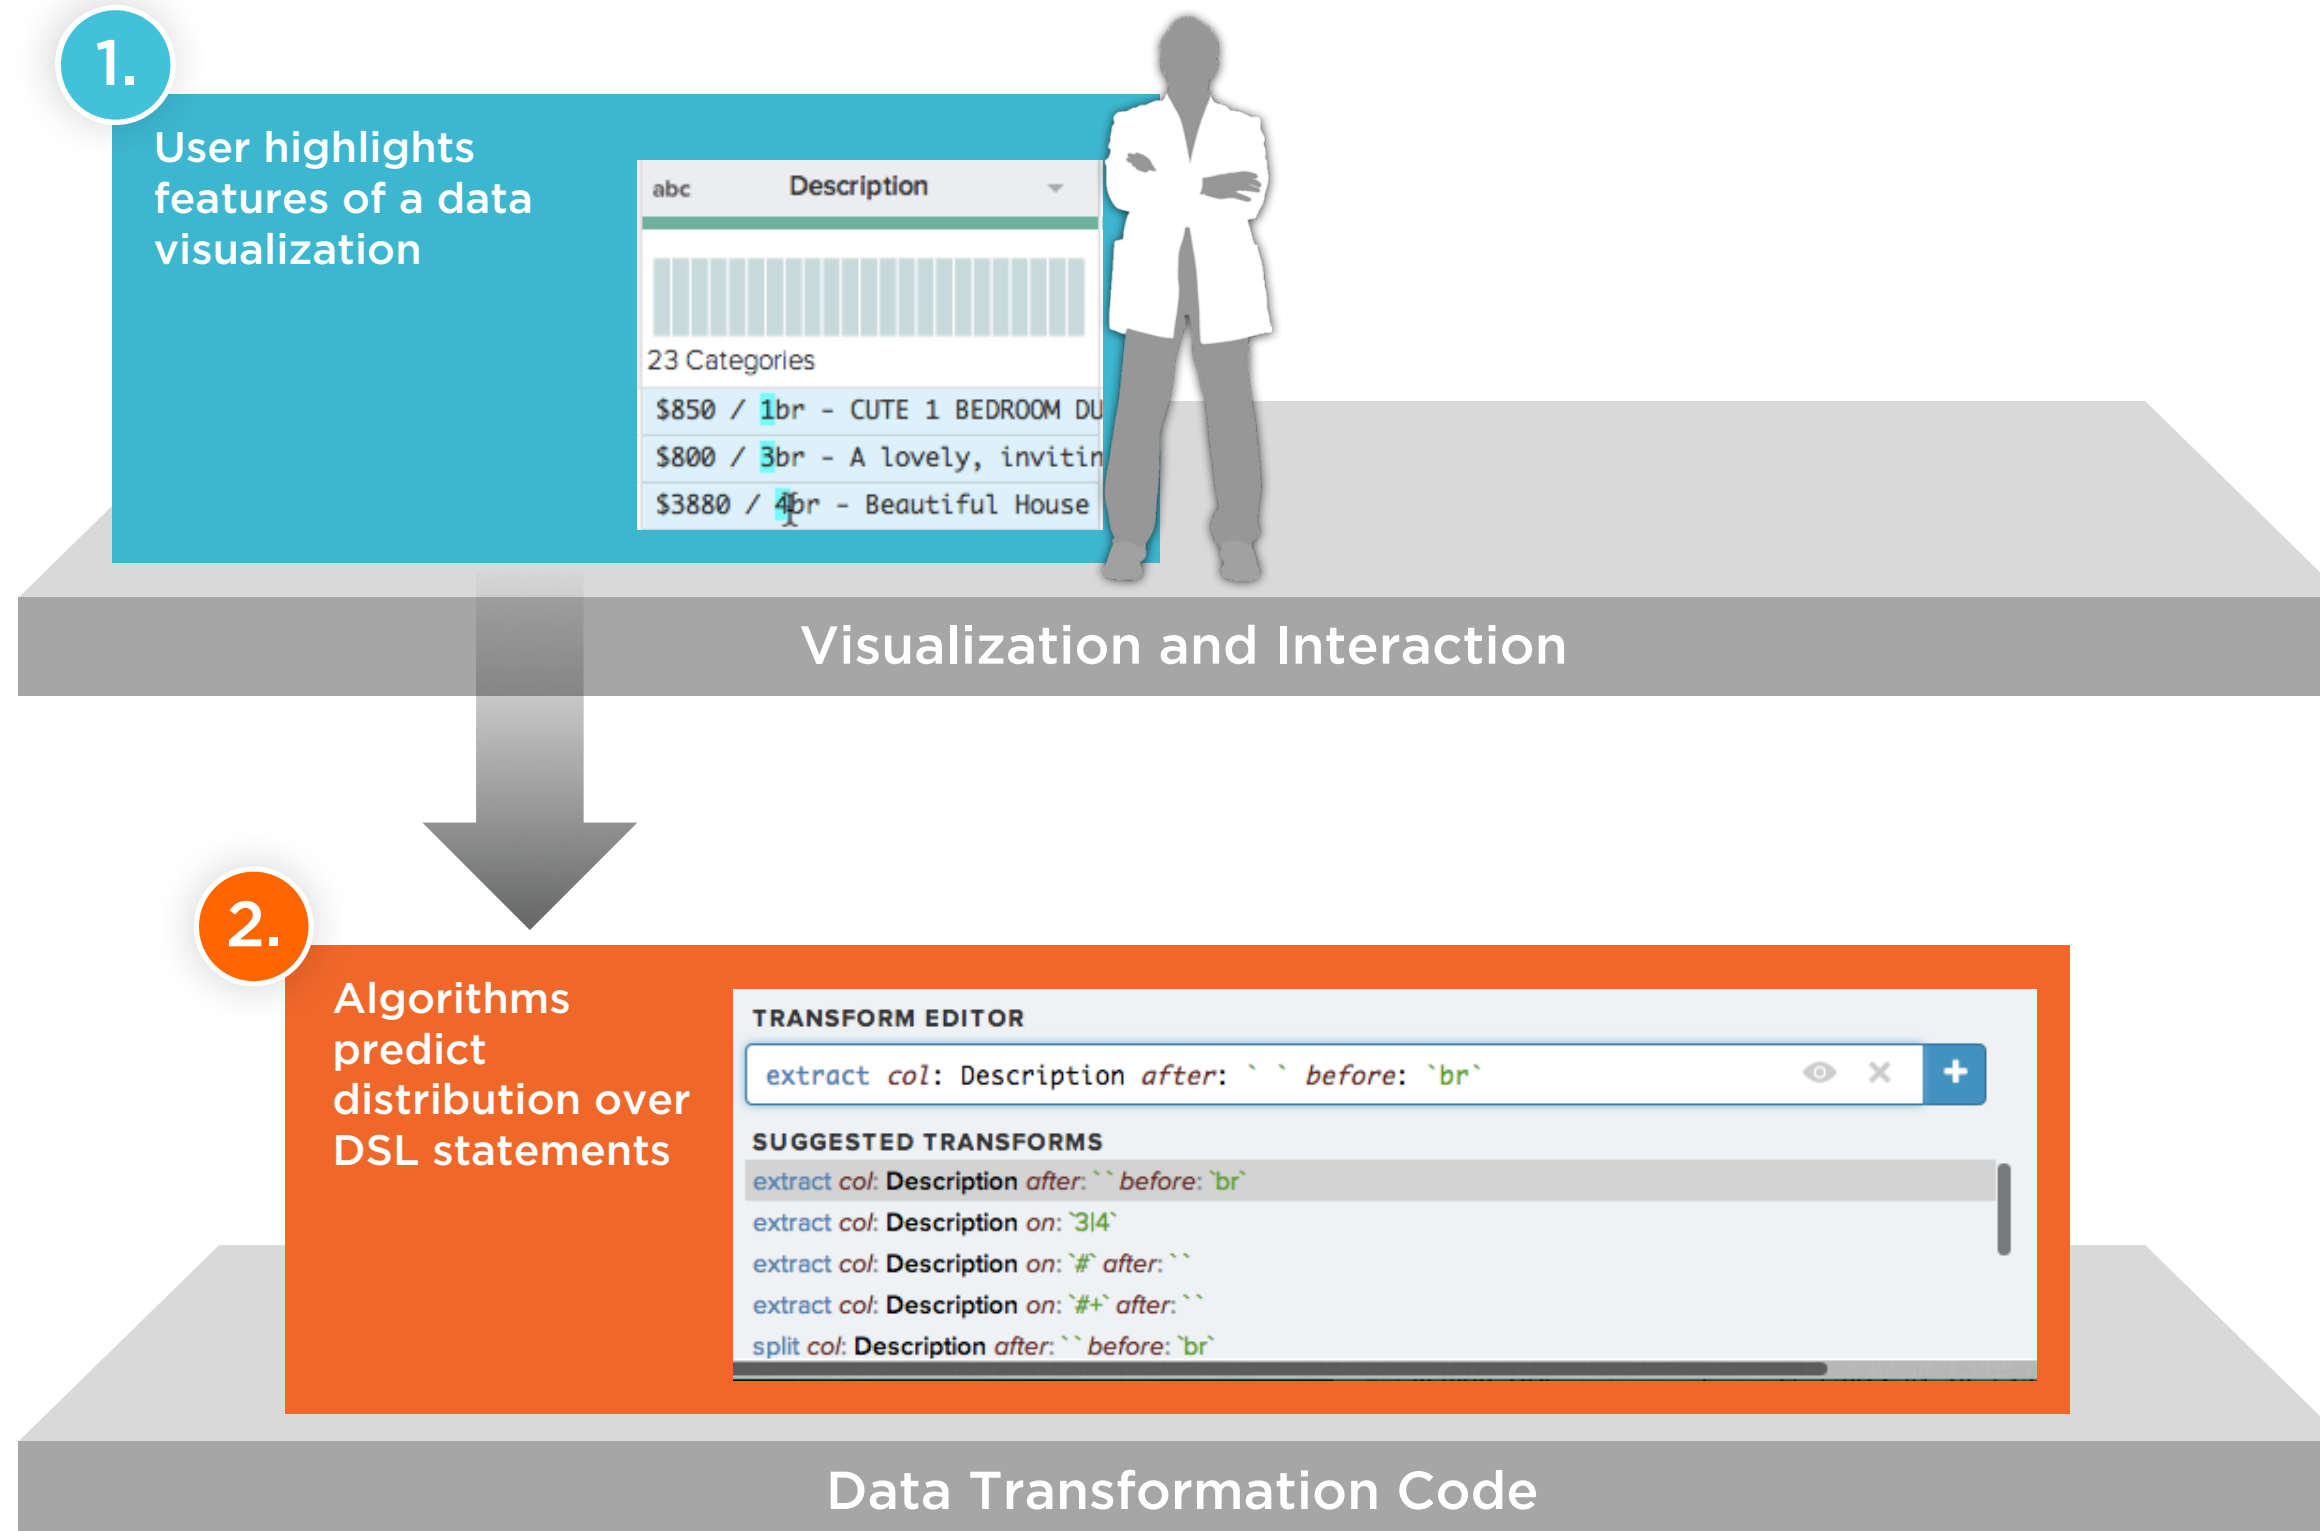 1.
User highlights
features of a data
visualization
abc Description
23 Categories
$850 / 1br - CUTE 1 BEDROOM DU
$800 / 3br - A lovely, invitin
$3880 / 4br - Beautiful House
Visualization and Interaction
2.
Algorithms
predict
distribution over
DSL statements
TRANSFORM EDITOR
extract col: Description after: ` ` before: `br`
SUGGESTED TRANSFORMS
extract col: Description after: ` ` before: `br`
extract col: Description on: `3|4`
extract col: Description on: `#` after: ` `
extract col: Description on: `#+` after: ` `
split col: Description after: ` ` before: `br`
Data Transformation Code